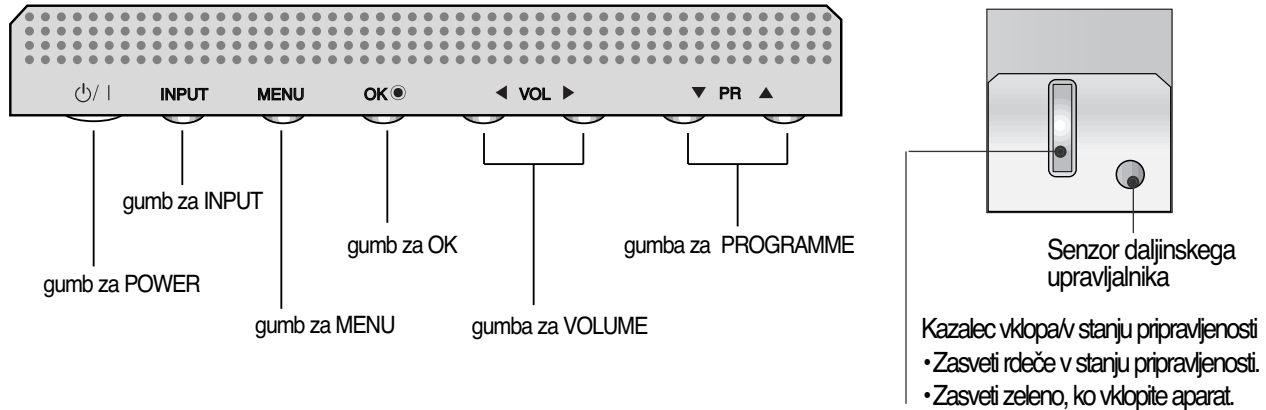 ⏻/ I INPUT MENU OK◉ ◀ VOL ▶ ▼ PR ▲
gumb za INPUT
gumb za OK
gumba za PROGRAMME
gumb za POWER
gumb za MENU
gumba za VOLUME
Senzor daljinskega
upravljalnika
Kazalec vklopa/v stanju pripravljenosti
• Zasveti rdeče v stanju pripravljenosti.
• Zasveti zeleno, ko vklopite aparat.